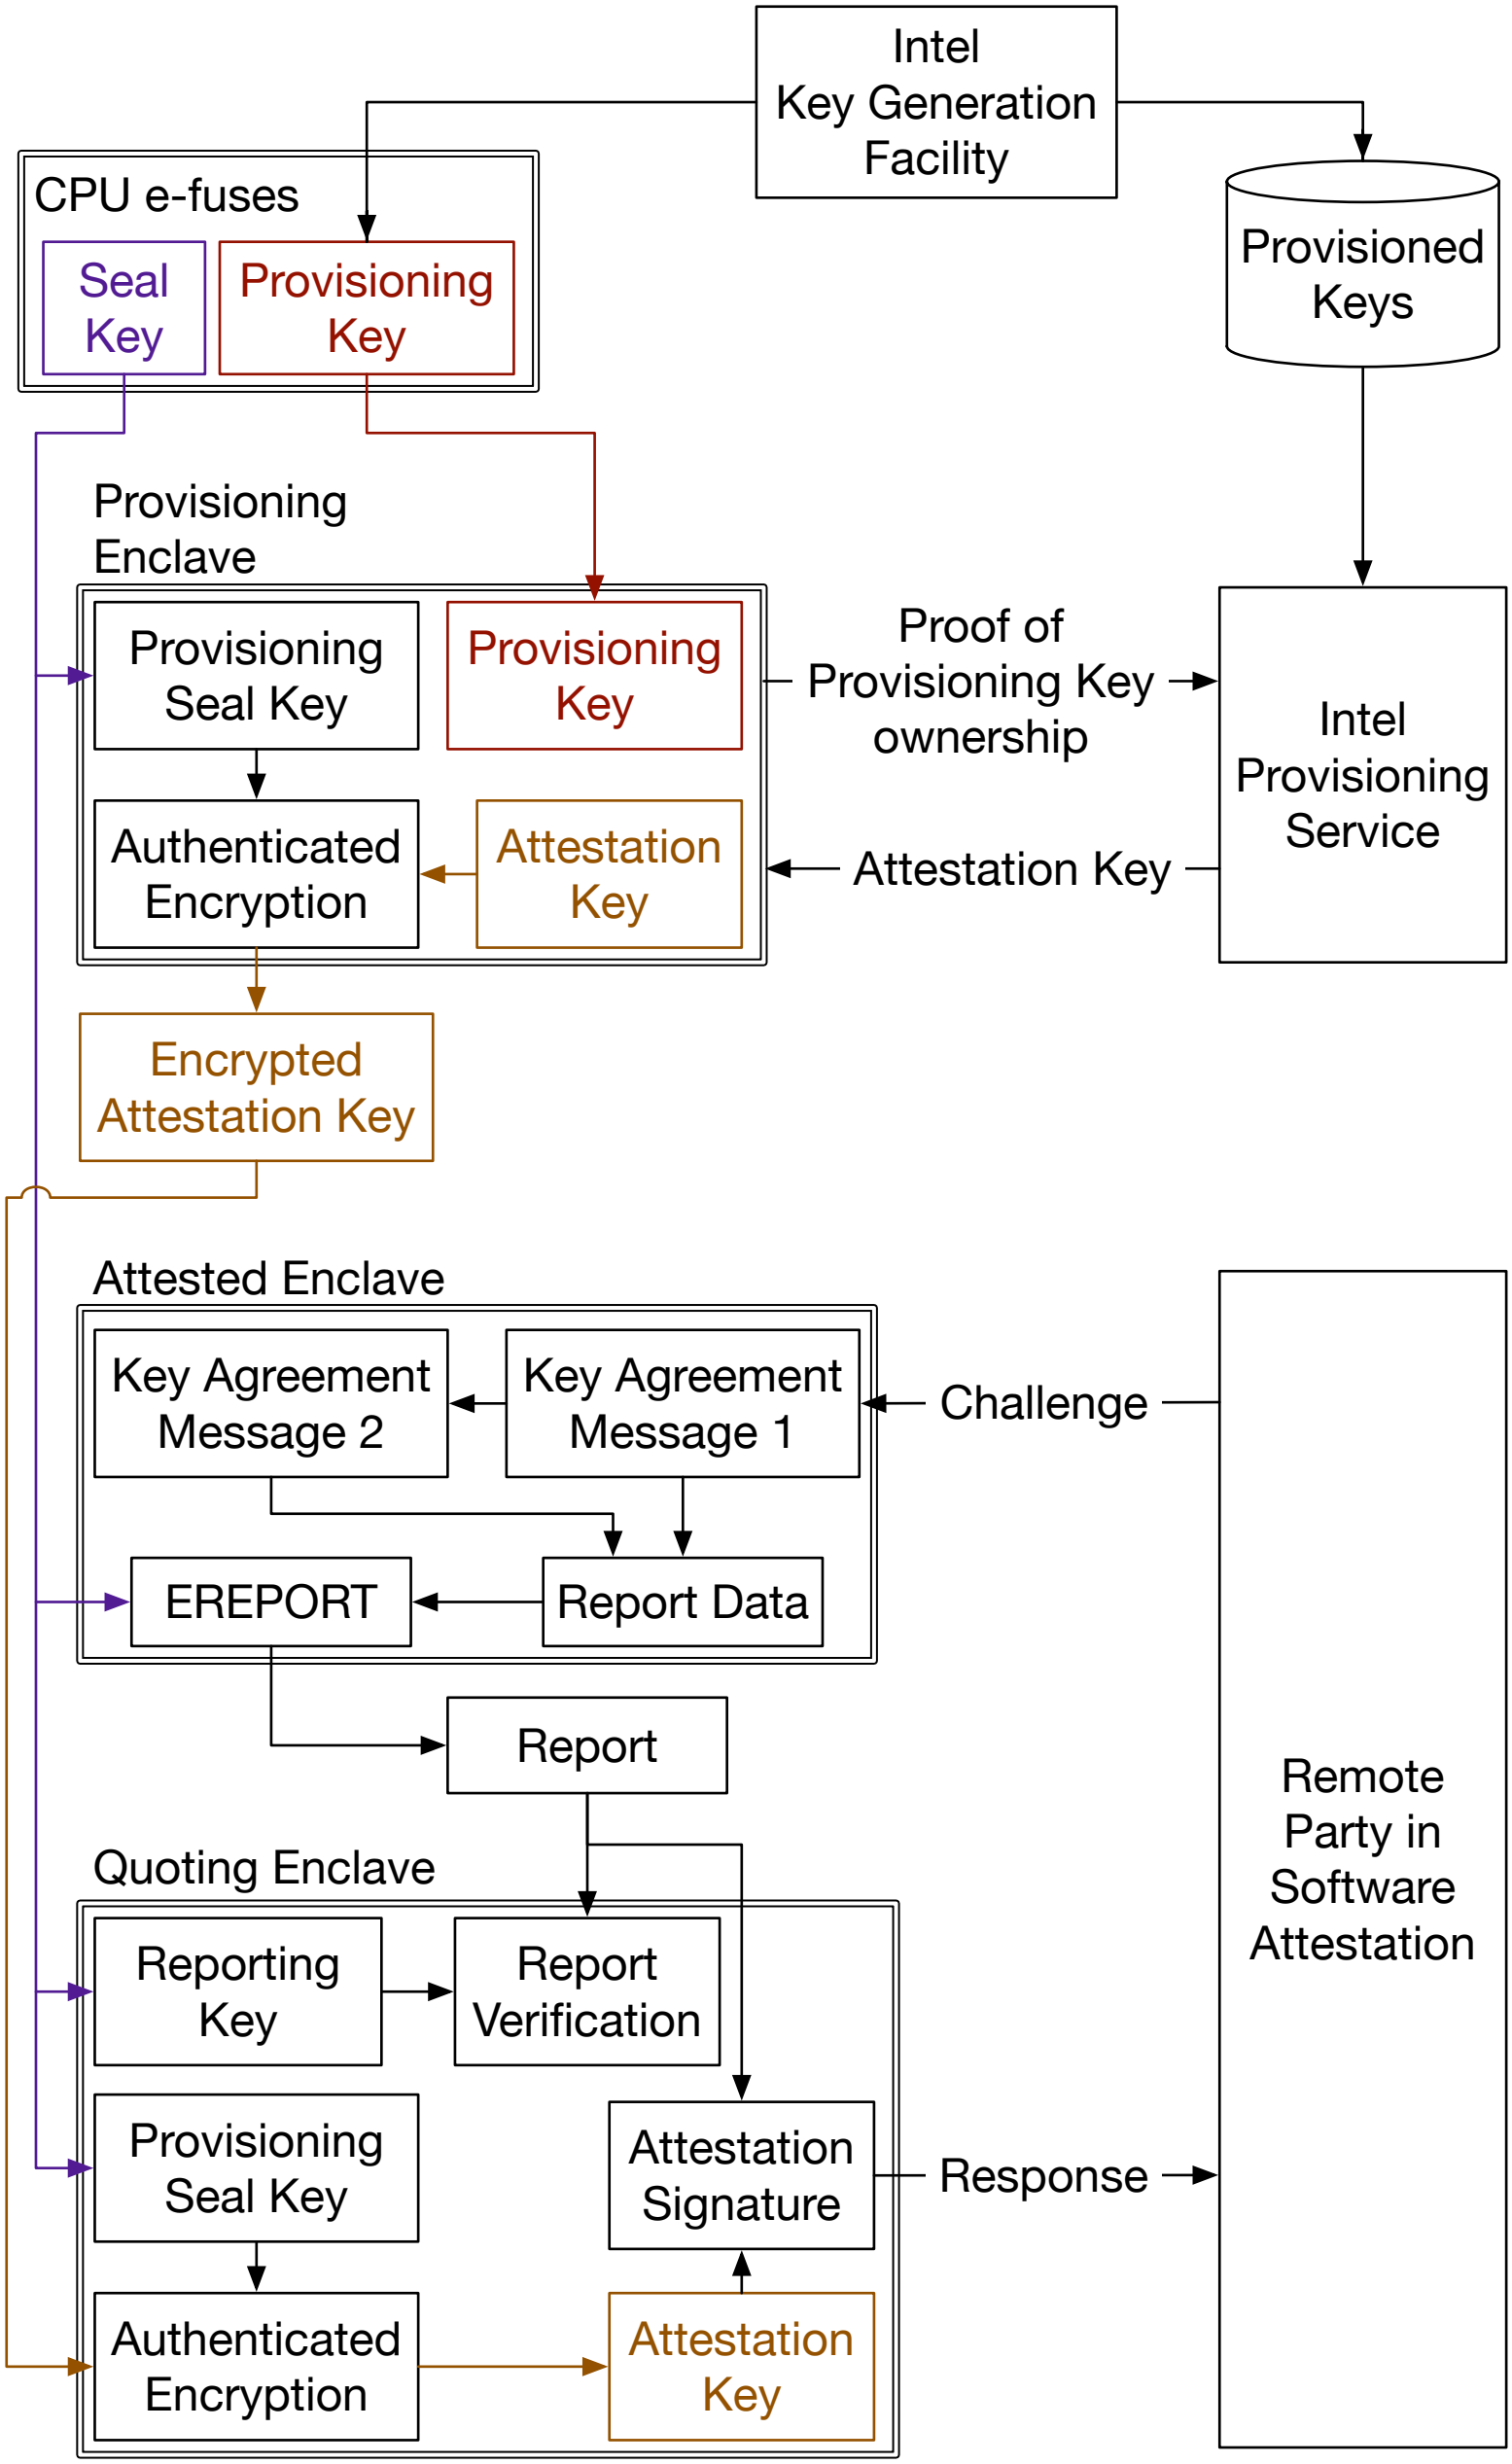 Intel
Key Generation
Facility
CPU e-fuses
Seal
Key
Provisioning
Key
Provisioned
Keys
Provisioning
Enclave
Provisioning
Seal Key
Provisioning
Key
Proof of
Provisioning Key
ownership
Intel
Provisioning
Service
Authenticated
Encryption
Attestation
Key
Attestation Key
Encrypted
Attestation Key
Attested Enclave
Key Agreement
Message 2
Key Agreement
Message 1
Challenge
EREPORT
Report Data
Report
Remote
Party in
Software
Attestation
Quoting Enclave
Reporting
Key
Report
Verification
Provisioning
Seal Key
Attestation
Signature
Response
Authenticated
Encryption
Attestation
Key